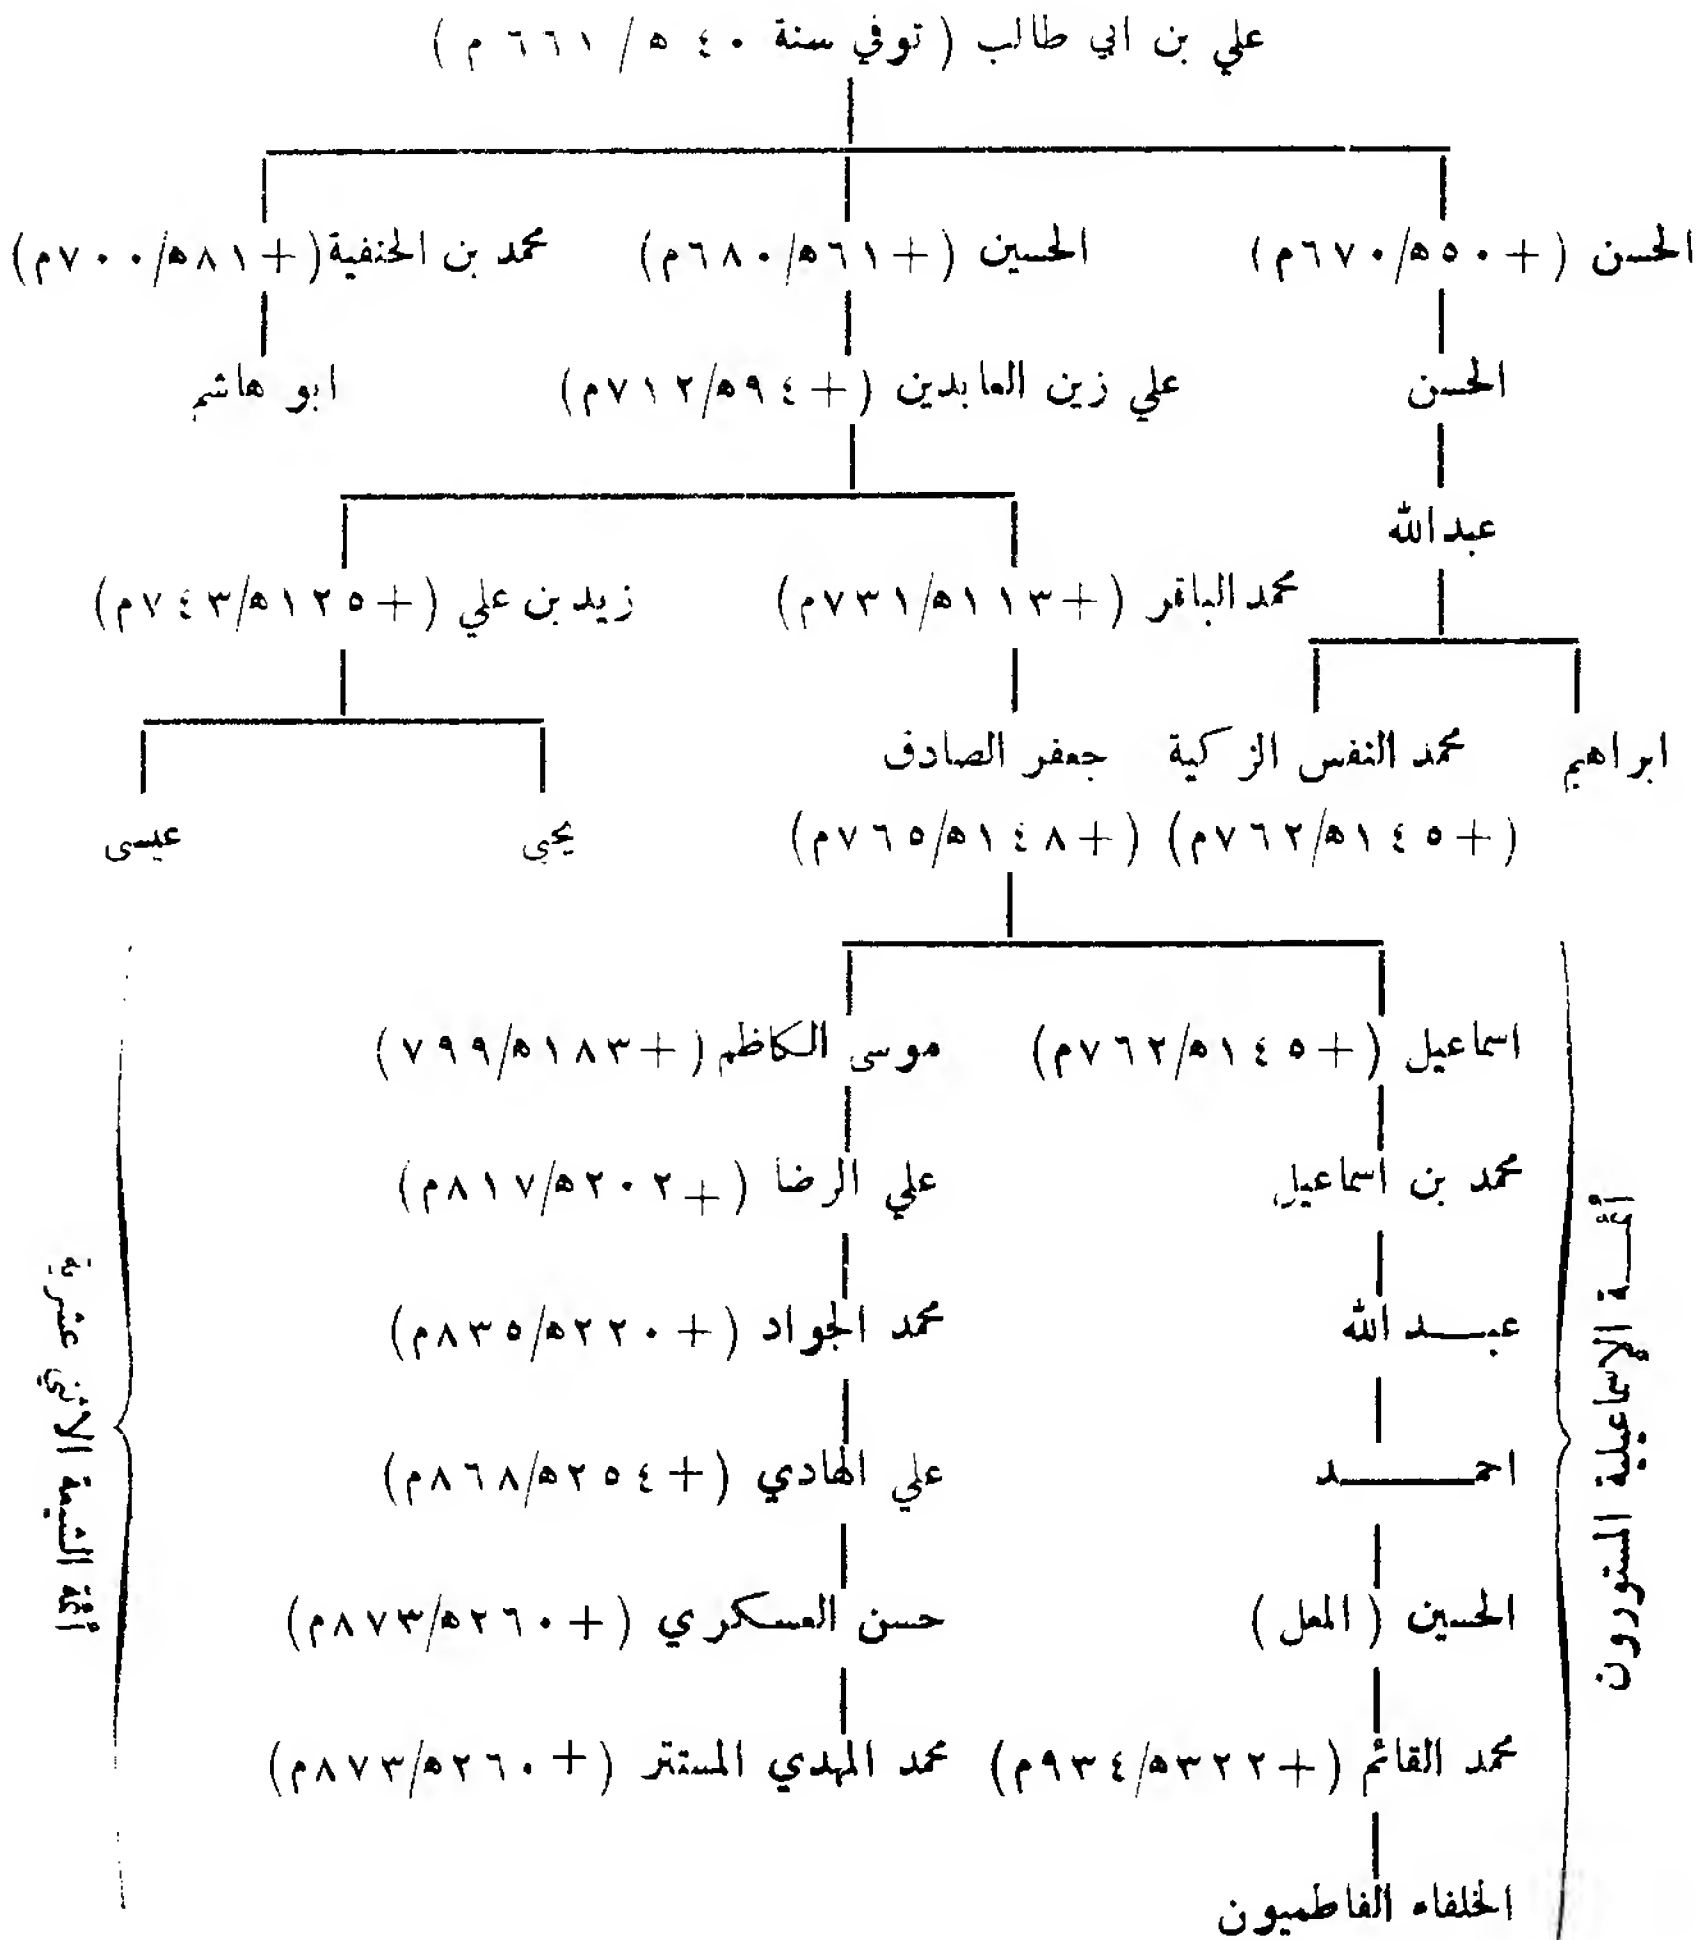 علي بن ابي طالب ( توفي سنة ٤٠ ه / ٦٦١ م )
الحسن ( + ٥٠ه/٦٧٠م ) الحسين ( + ٦١ه/٦٨٠م) محمد بن الحنفية(+ ٨١ه/٧٠٠م)
الحسن علي زين العابدين ( + ٩٤ه/٧١٢م) ابو هاشم
عبدالله
محمد الباقر ( + ١١٣ه/٧٣١م) زيد بن علي ( + ١٢٥ه/٧٤٣م)
ابراهيم محمد النفس الزكية جعفر الصادق
( + ١٤٥ه/٧٦٢م) ( + ١٤٨ه/٧٦٥م) يحيى عيسى
اسماعيل ( + ١٤٥ه/٧٦٢م) موسى الكاظم ( + ١٨٣ه/٧٩٩)
محمد بن اسماعيل علي الرضا ( + ٢٠٢ه/٨١٧م)
عبد الله محمد الجواد ( + ٢٢٠ه/٨٣٥م)
احمد علي الهادي ( + ٢٥٤ه/٨٦٨م)
الحسين ( المعل ) حسن العسكري ( + ٢٦٠ه/٨٧٣م)
محمد القائم ( + ٣٢٢ه/٩٣٤م) محمد المهدي المستتر ( + ٢٦٠ه/٨٧٣م)
الخلفاء الفاطميون
أئمة الإسماعيلية المستورون
أئمة الشيعة الاثني عشرية